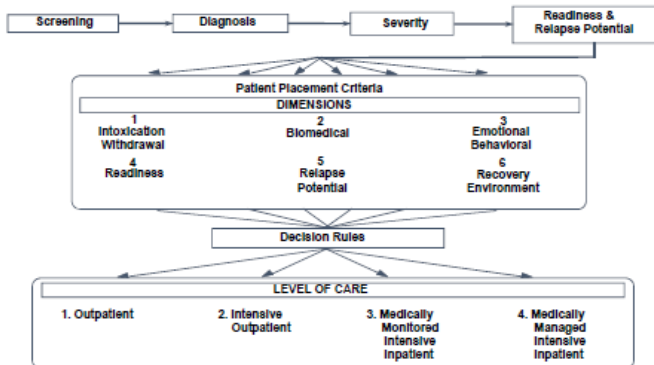 Screening
Diagnosis
Severity
Readiness &
Relapse Potential
Patient Placement Criteria
DIMENSIONS
1
Intoxication
Withdrawal
2
Biomedical
3
Emotional
Behavioral
4
Readiness
5
Relapse
Potential
6
Recovery
Environment
Decision Rules
LEVEL OF CARE
1. Outpatient
2. Intensive
Outpatient
3. Medically
Monitored
Intensive
Inpatient
4. Medically
Managed
Intensive
Inpatient